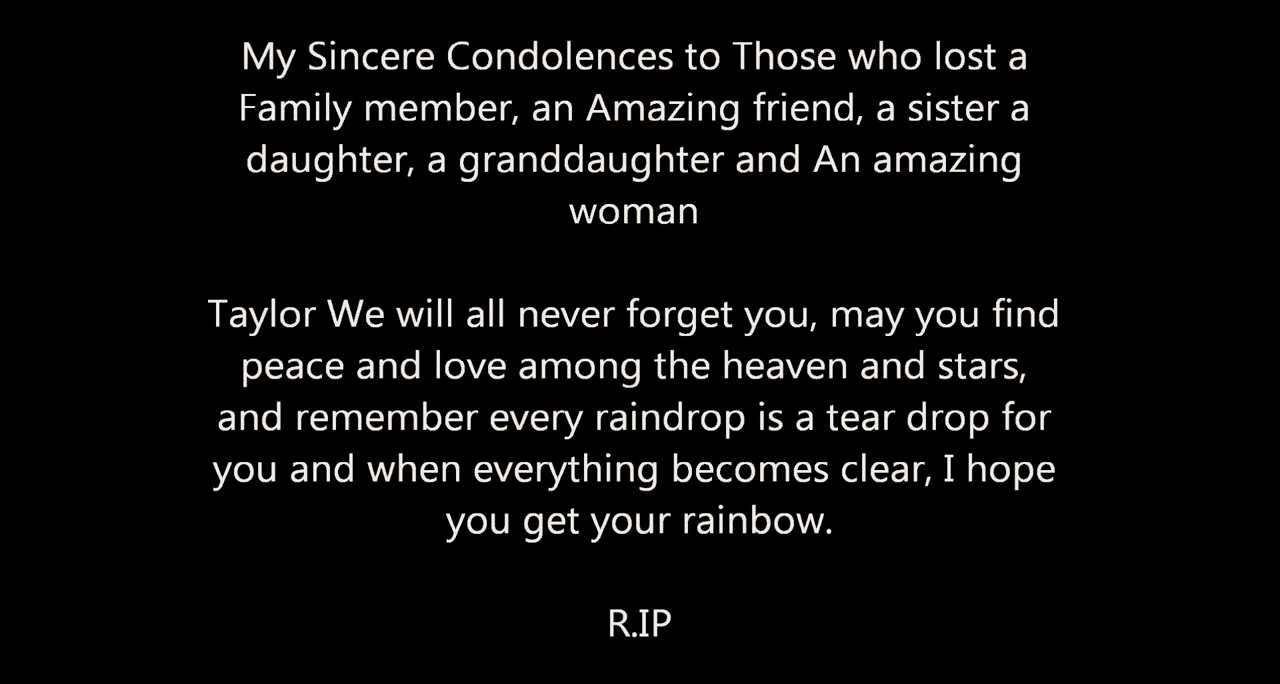 My Sincere Condolences to Those who lost a
Family member, an Amazing friend, a sister a
daughter, a granddaughter and An amazing
woman
Taylor We will all never forget you, may you find
peace and love among the heaven and stars,
and remember every raindrop is a tear drop for
you and when everything becomes clear, I hope
you get your rainbow.
R.IP